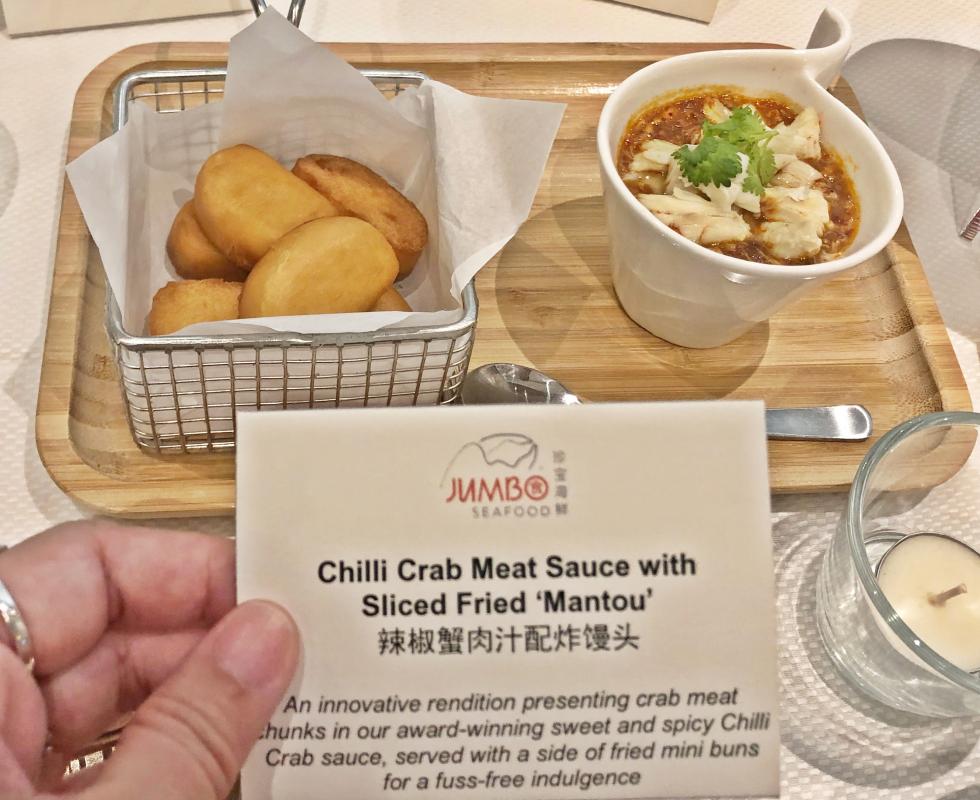 JUMBO
SEAFOOD
珍宝海鲜
Chilli Crab Meat Sauce with
Sliced Fried ‘Mantou’
辣椒蟹肉汁配炸馒头
An innovative rendition presenting crab meat
chunks in our award-winning sweet and spicy Chilli
Crab sauce, served with a side of fried mini buns
for a fuss-free indulgence